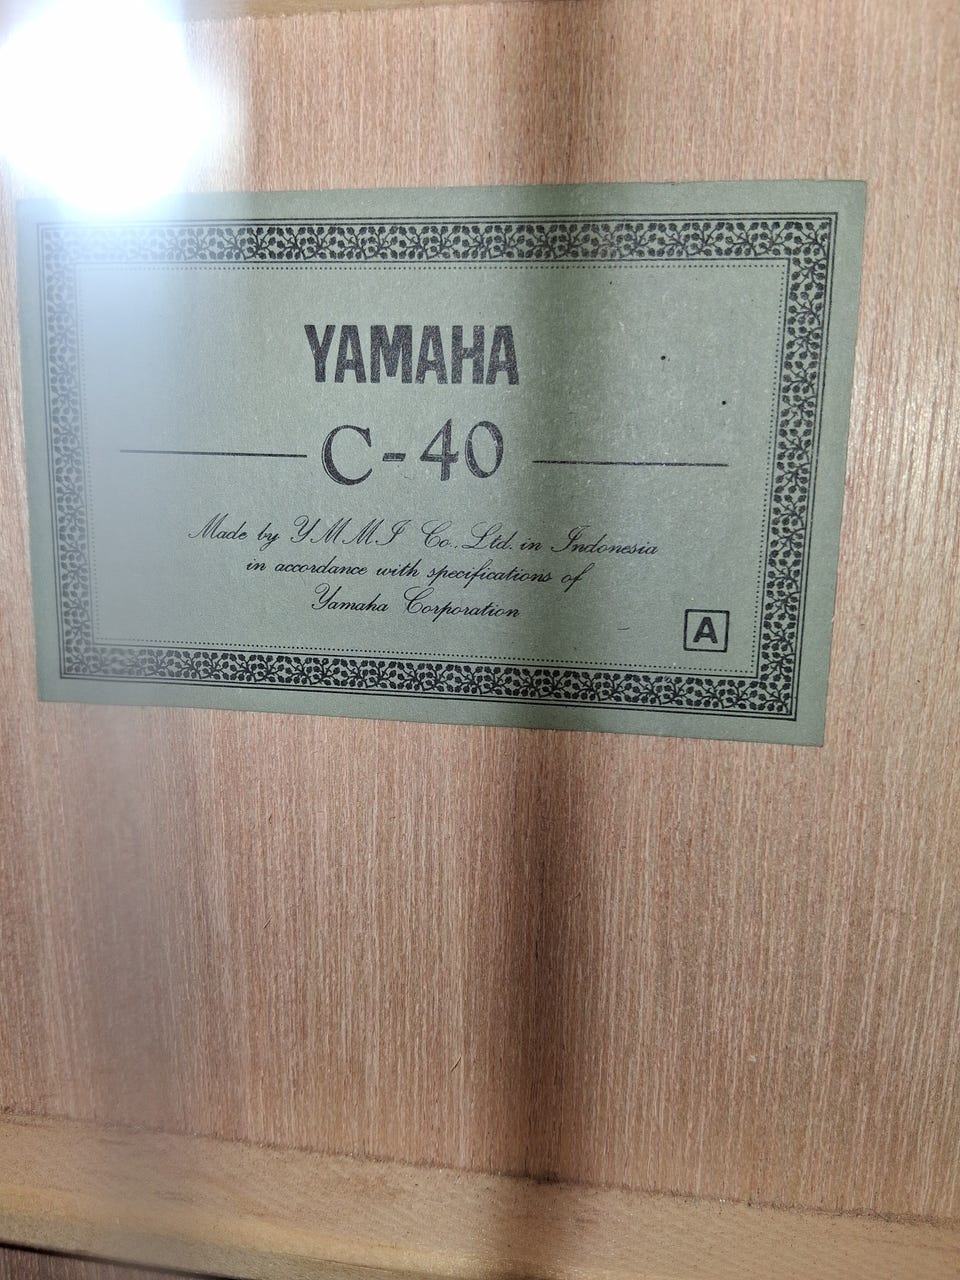 YAMAHA
C-40
Made by YMMI Co., Ltd. in Indonesia
in accordance with specifications of
Yamaha Corporation
A